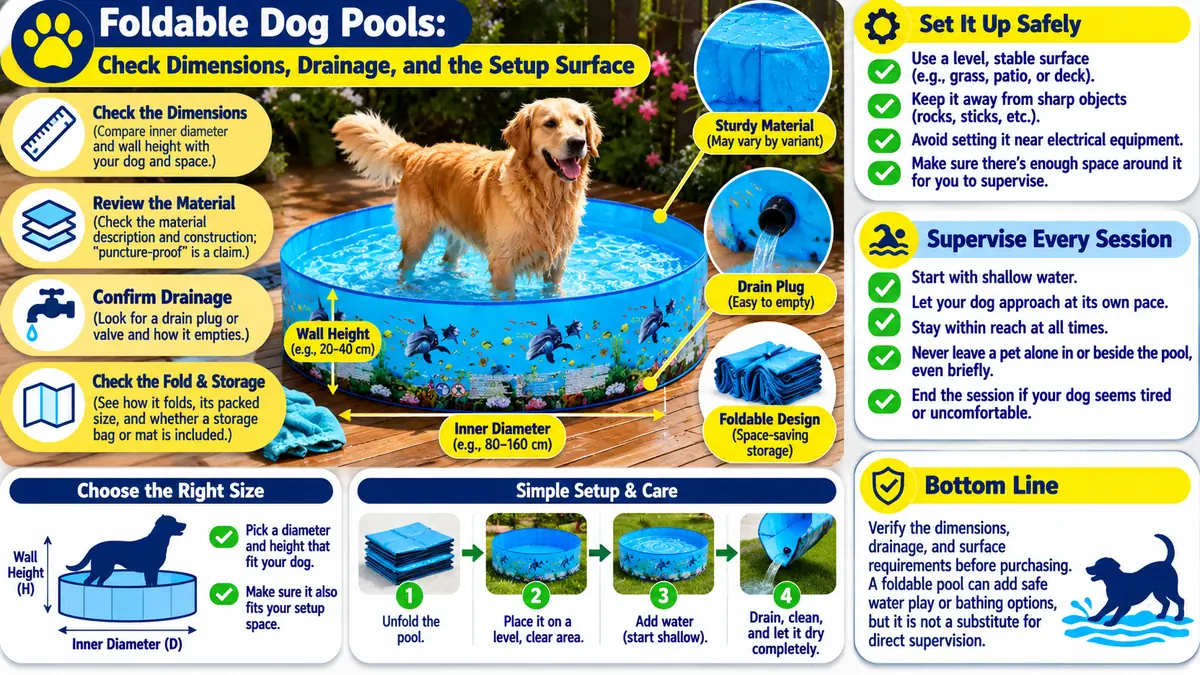 Foldable Dog Pools:
Check Dimensions, Drainage, and the Setup Surface
Check the Dimensions
(Compare inner diameter
and wall height with
your dog and space.)
Review the Material
(Check the material
description and construction;
“puncture-proof” is a claim.)
Confirm Drainage
(Look for a drain plug or
valve and how it empties.)
Check the Fold & Storage
(See how it folds, its packed
size, and whether a storage
bag or mat is included.)
Wall Height
(e.g., 20–40 cm)
Inner Diameter
(e.g., 80–160 cm)
Sturdy Material
(May vary by variant)
Drain Plug
(Easy to empty)
Foldable Design
(Space-saving
storage)
Set It Up Safely
Use a level, stable surface
(e.g., grass, patio, or deck).
Keep it away from sharp objects
(rocks, sticks, etc.).
Avoid setting it near electrical equipment.
Make sure there's enough space around it
for you to supervise.
Supervise Every Session
Start with shallow water.
Let your dog approach at its own pace.
Stay within reach at all times.
Never leave a pet alone in or beside the pool,
even briefly.
End the session if your dog seems tired
or uncomfortable.
Choose the Right Size
Wall
Height
(H)
Inner Diameter (D)
Pick a diameter
and height that
fit your dog.
Make sure it also
fits your setup
space.
Simple Setup & Care
1
Unfold the
pool.
2
Place it on a
level, clear area.
3
Add water
(start shallow).
4
Drain, clean,
and let it dry
completely.
Bottom Line
Verify the dimensions,
drainage, and surface
requirements before purchasing.
A foldable pool can add safe
water play or bathing options,
but it is not a substitute for
direct supervision.